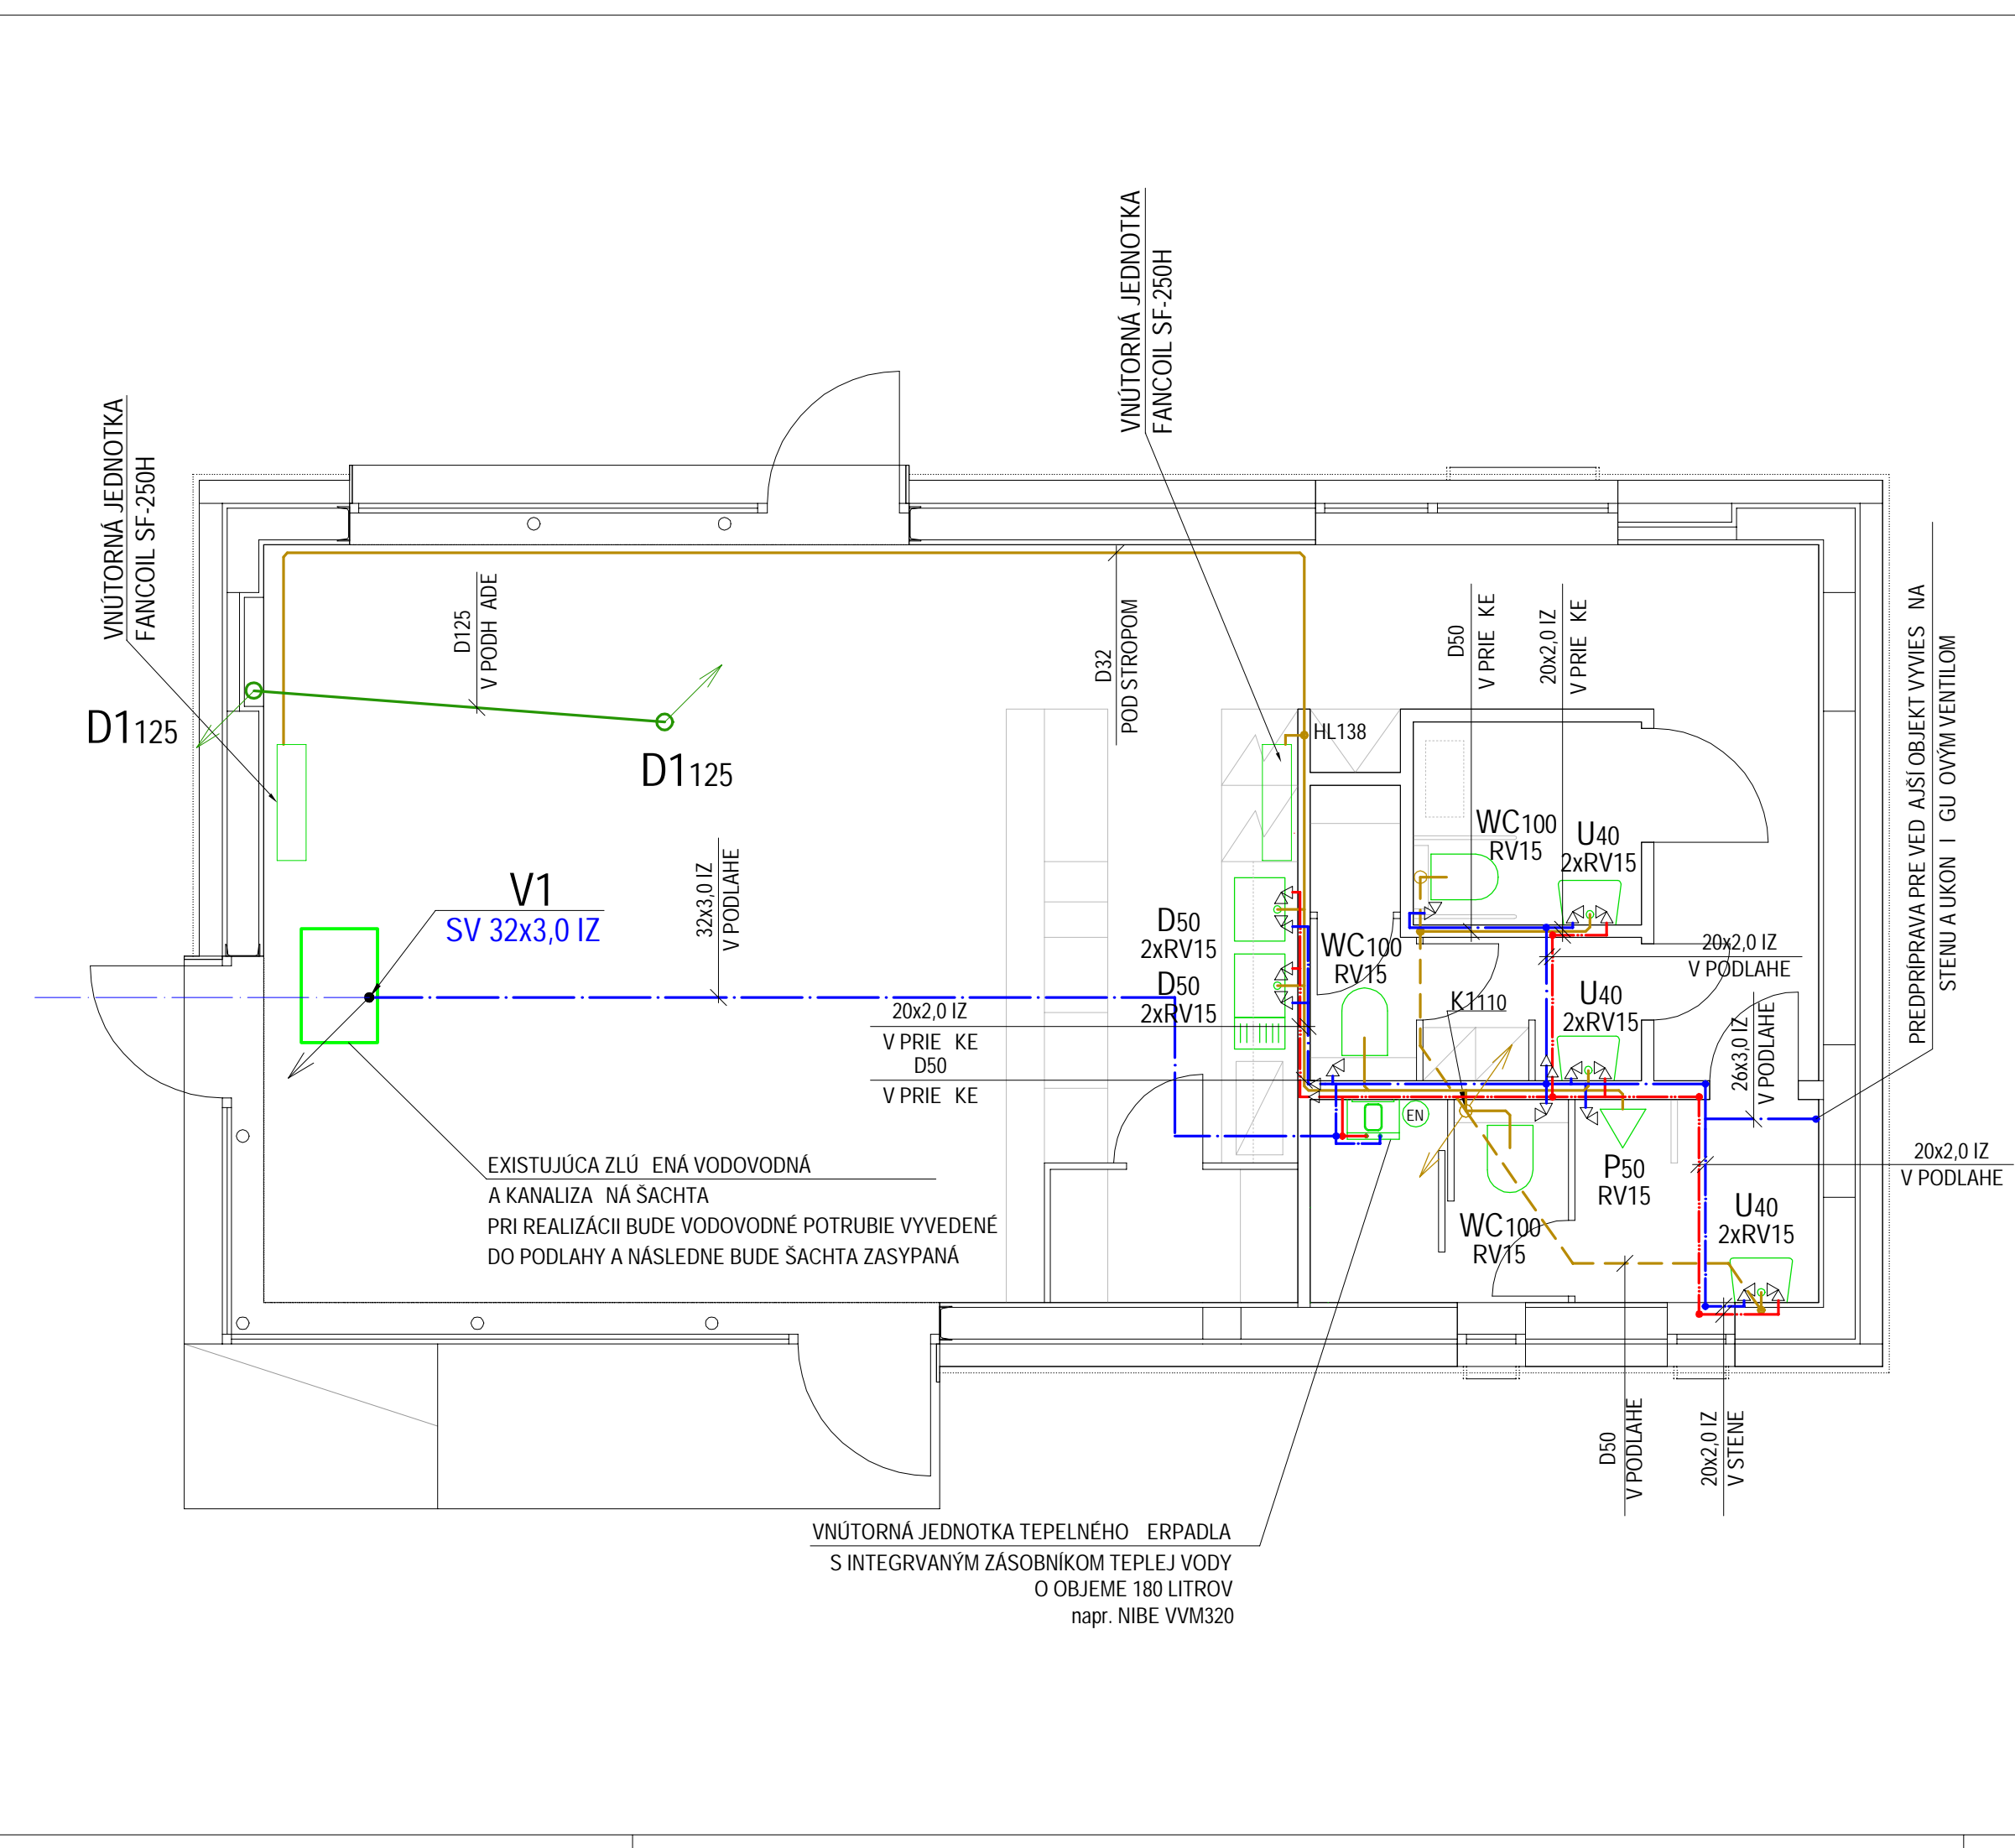 VNÚTORNÁ JEDNOTKA
FANCOIL SF-250H
VNÚTORNÁ JEDNOTKA
FANCOIL SF-250H
D125
V PODH ADE
D32
POD STROPOM
D50
V PRIE KE
20x2,0 IZ
V PRIE KE
PREDPRÍPRAVA PRE VED AJŠÍ OBJEKT VYVIES NA
STENU A UKON I GU OVÝM VENTILOM
D1125
D1125
HL138
WC100
RV15
U40
2xRV15
V1
SV 32x3,0 IZ
32x3,0 IZ
V PODLAHE
D50
2xRV15
D50
2xRV15
WC100
RV15
20x2,0 IZ
V PODLAHE
K1110
U40
2xRV15
20x2,0 IZ
V PRIE KE
D50
V PRIE KE
26x3,0 IZ
V PODLAHE
EN
EXISTUJÚCA ZLÚ ENÁ VODOVODNÁ
A KANALIZA NÁ ŠACHTA
PRI REALIZÁCII BUDE VODOVODNÉ POTRUBIE VYVEDENÉ
DO PODLAHY A NÁSLEDNE BUDE ŠACHTA ZASYPANÁ
P50
RV15
20x2,0 IZ
V PODLAHE
WC100
RV15
U40
2xRV15
D50
V PODLAHE
20x2,0 IZ
V STENE
VNÚTORNÁ JEDNOTKA TEPELNÉHO ERPADLA
S INTEGRVANÝM ZÁSOBNÍKOM TEPLEJ VODY
O OBJEME 180 LITROV
napr. NIBE VVM320